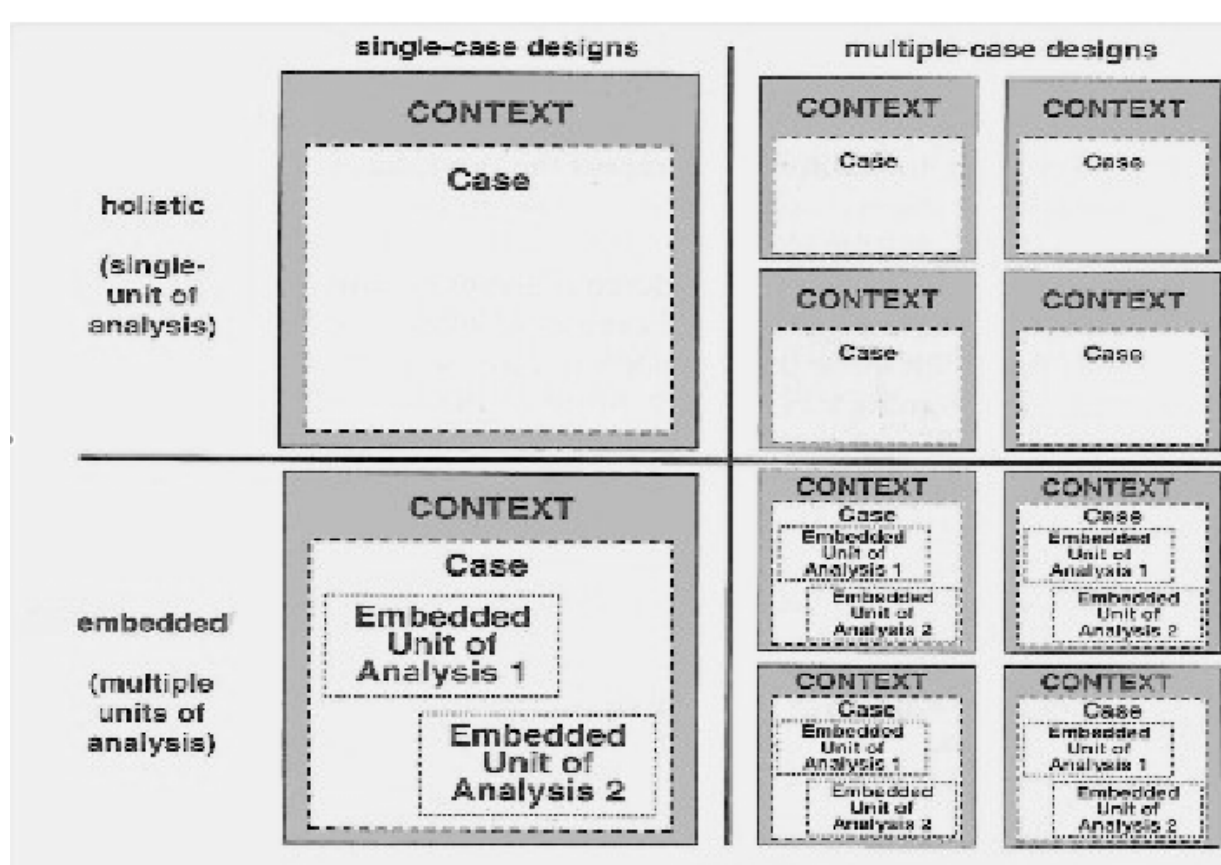 single-case designs
multiple-case designs
holistic
(single-
unit of
analysis)
CONTEXT
Case
CONTEXT
Case
CONTEXT
Case
CONTEXT
Case
CONTEXT
Case
embedded
(multiple
units of
analysis)
CONTEXT
Case
Embedded
Unit of
Analysis 1
Embedded
Unit of
Analysis 2
CONTEXT
Case
Embedded
Unit of
Analysis 1
Embedded
Unit of
Analysis 2
CONTEXT
Case
Embedded
Unit of
Analysis 1
Embedded
Unit of
Analysis 2
CONTEXT
Case
Embedded
Unit of
Analysis 1
Embedded
Unit of
Analysis 2
CONTEXT
Case
Embedded
Unit of
Analysis 1
Embedded
Unit of
Analysis 2